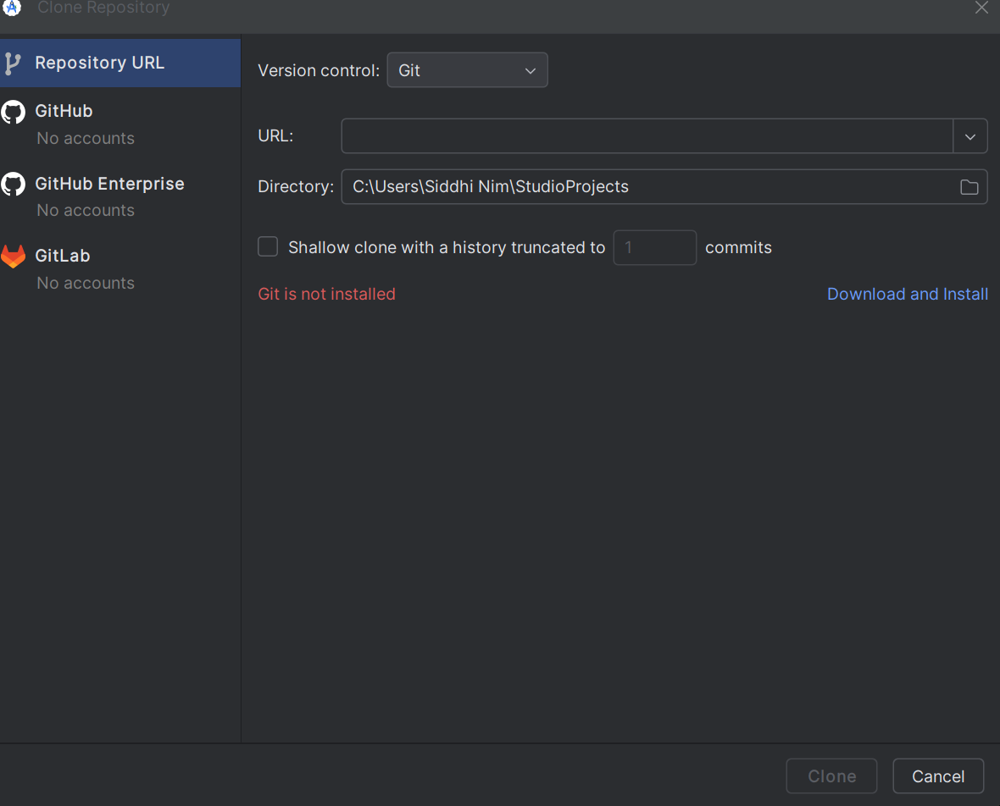 Clone Repository
Repository URL
GitHub
No accounts
GitHub Enterprise
No accounts
GitLab
No accounts
Version control: Git
URL:
Directory: C:\Users\Siddhi Nim\StudioProjects
Shallow clone with a history truncated to 1 commits
Git is not installed Download and Install
Clone Cancel